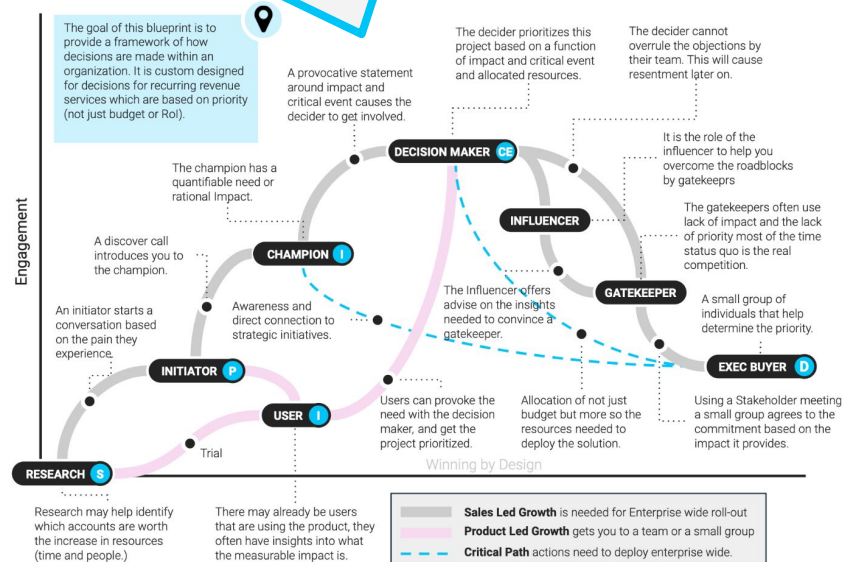 The goal of this blueprint is to
provide a framework of how
decisions are made within an
organization. It is custom designed
for decisions for recurring revenue
services which are based on priority
(not just budget or RoI).
The decider prioritizes this
project based on a function
of impact and critical event
and allocated resources.
The decider cannot
overrule the objections by
their team. This will cause
resentment later on.
A provocative statement
around impact and
critical event causes the
decider to get involved.
DECISION MAKER CE
It is the role of the
influencer to help you
overcome the roadblocks
by gatekeeprs
The champion has a
quantifiable need or
rational Impact.
INFLUENCER
The gatekeepers often use
lack of impact and the lack
of priority most of the time
status quo is the real
competition.
Engagement
A discover call
introduces you to
the champion.
CHAMPION I
The Influencer offers
advise on the insights
needed to convince a
gatekeeper.
GATEKEEPER
A small group of
individuals that help
determine the priority.
An initiator starts a
conversation based
on the pain they
experience.
Awareness and
direct connection to
strategic initiatives.
INITIATOR P
EXEC BUYER D
USER I
Users can provoke the
need with the decision
maker, and get the
project prioritized.
Allocation of not just
budget but more so the
resources needed to
deploy the solution.
Using a Stakeholder meeting
a small group agrees to the
commitment based on the
impact it provides.
Trial
Winning by Design
RESEARCH S
Research may help identify
which accounts are worth
the increase in resources
(time and people.)
There may already be users
that are using the product, they
often have insights into what
the measurable impact is.
Sales Led Growth is needed for Enterprise wide roll-out
Product Led Growth gets you to a team or a small group
Critical Path actions need to deploy enterprise wide.